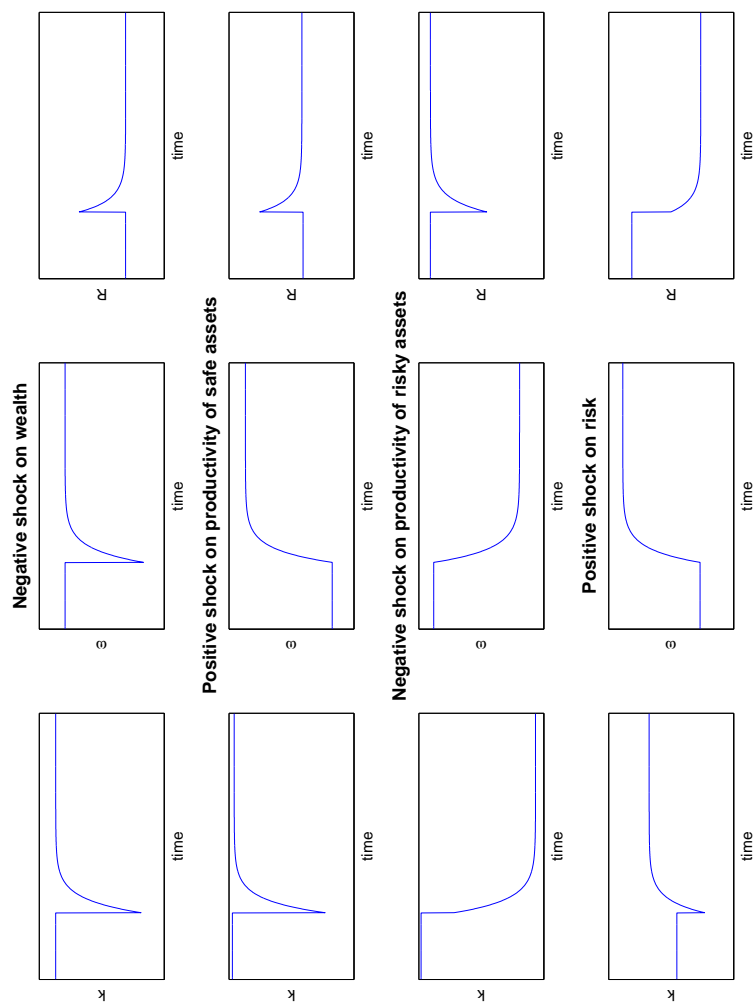 Negative shock on wealth
k
ω
R
time
time
time
Positive shock on productivity of safe assets
k
ω
R
time
time
time
Negative shock on productivity of risky assets
k
ω
R
time
time
time
Positive shock on risk
k
ω
R
time
time
time